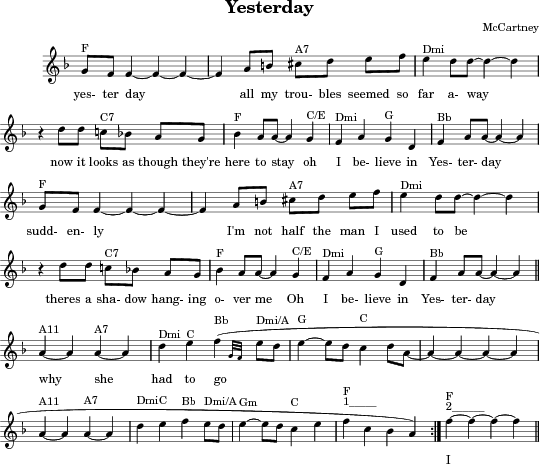 Yesterday
McCartney
F A7 Dmi
yes- ter day all my trou- bles seemed so far a- way
C7 F C/E Dmi G Bb
now it looks as though they're here to stay oh I be- lieve in Yes- ter- day
F A7 Dmi
sudd- en- ly I'm not half the man I used to be
C7 F C/E Dmi G Bb
theres a sha- dow hang- ing o- ver me Oh I be- lieve in Yes- ter- day
A11 A7 Dmi C Bb Dmi/A G C
why she had to go
A11 A7 Dmi C Bb Dmi/A Gm C F F
1____ 2____
I